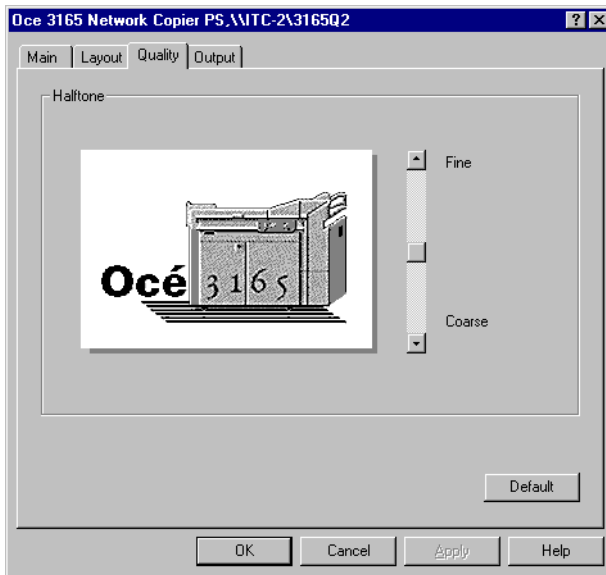 Oce 3165 Network Copier PS,\\ITC-2\3165Q2
Main Layout Quality Output
Halftone
Fine
Océ 3165
Coarse
Default
OK Cancel Apply Help